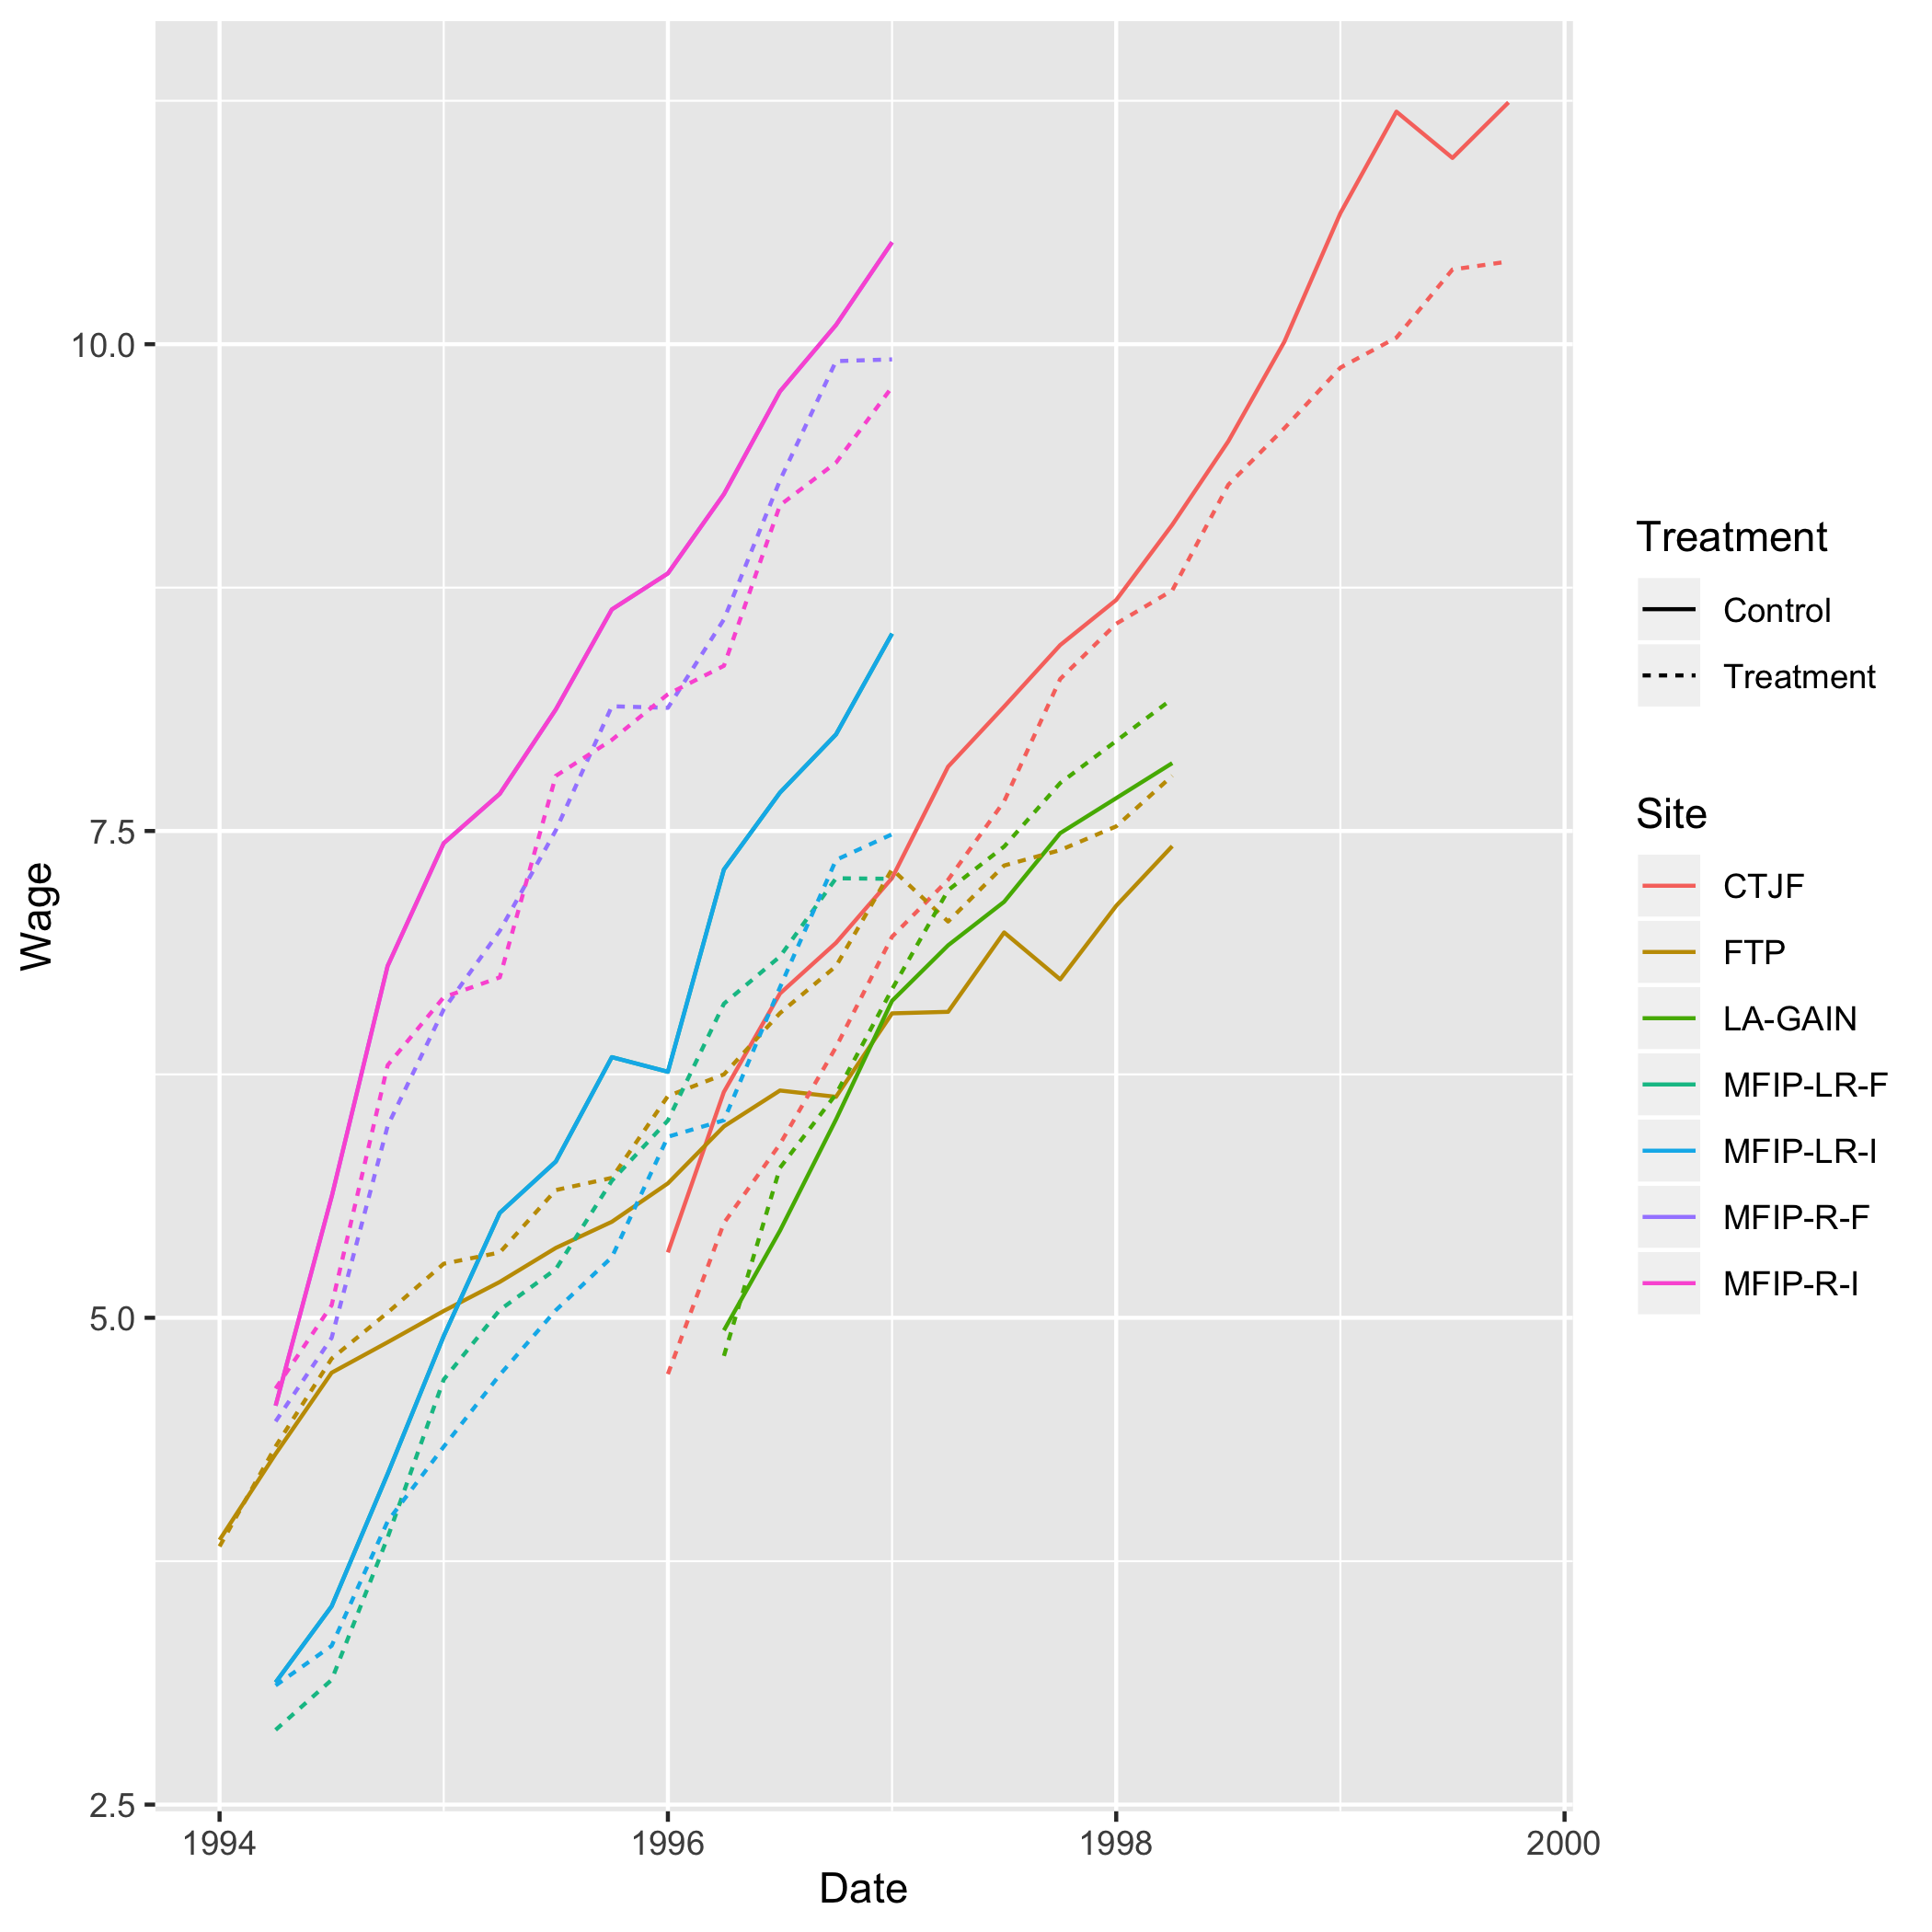 10.0
7.5
5.0
2.5
Wage
1994 1996 1998 2000
Date
Treatment
Control
Treatment
Site
CTJF
FTP
LA-GAIN
MFIP-LR-F
MFIP-LR-I
MFIP-R-F
MFIP-R-I